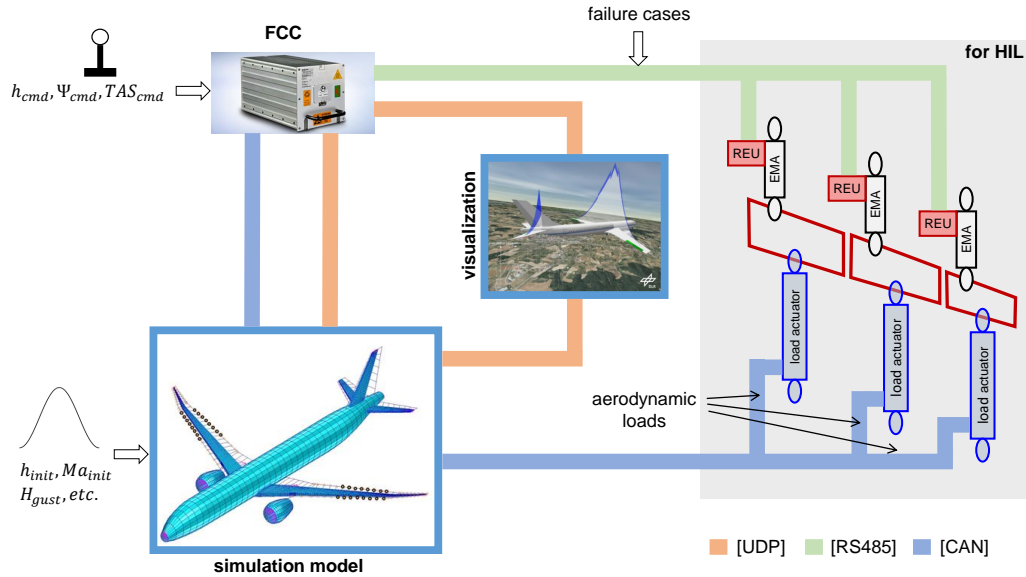 failure cases
FCC
for HIL
h_cmd, Ψ_cmd, TAS_cmd
REU
EMA
REU
EMA
REU
EMA
visualization
DLR
load actuator
load actuator
load actuator
aerodynamic
loads
h_init, Ma_init
H_gust, etc.
simulation model
[UDP]
[RS485]
[CAN]